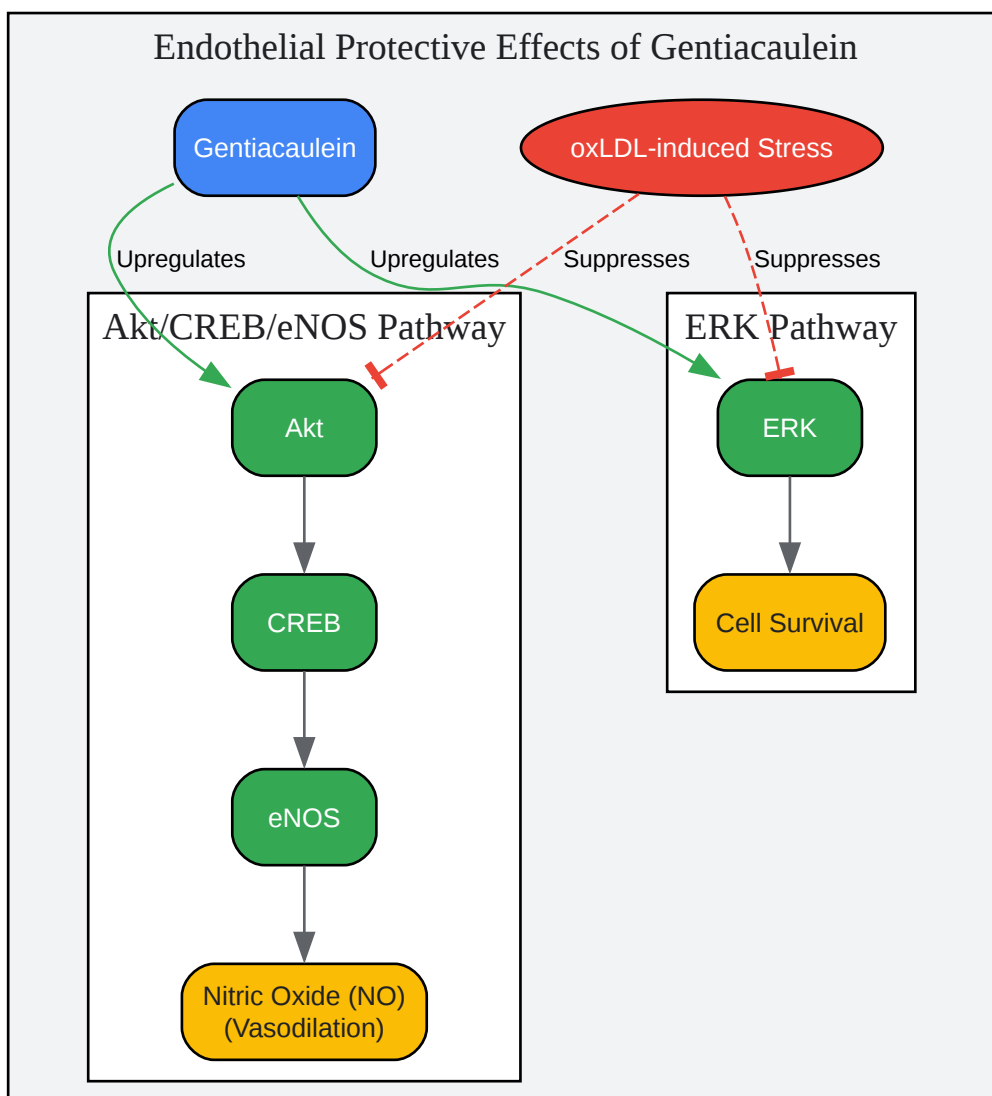 Endothelial Protective Effects of Gentiacaulein
Gentiacaulein
oxLDL-induced Stress
Upregulates
Upregulates
Suppresses
Suppresses
Akt/CREB/eNOS Pathway
ERK Pathway
Akt
ERK
CREB
Cell Survival
eNOS
Nitric Oxide (NO)
(Vasodilation)